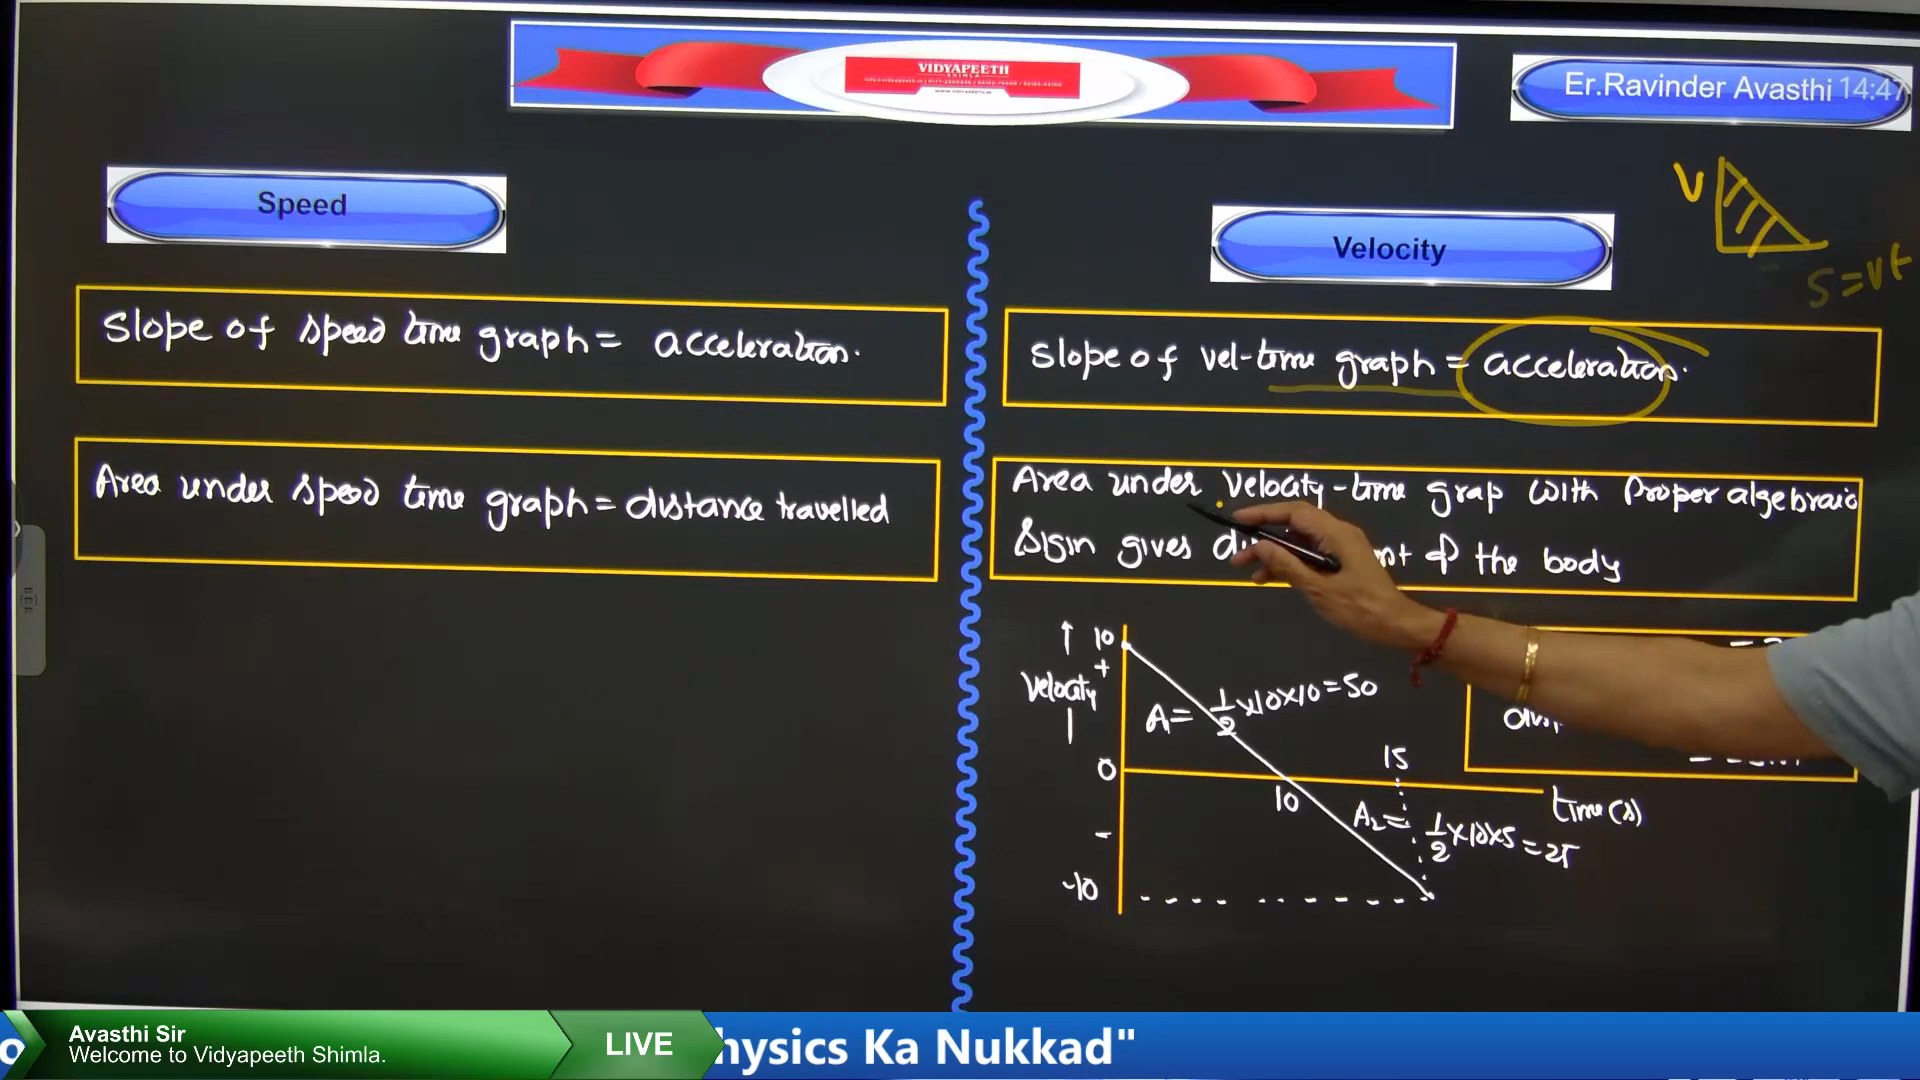 VIDYAPEETH
SHIMLA
Er.Ravinder Avasthi 14:47
Speed
Slope of speed time graph = acceleration.
Area under speed time graph = distance travelled
V
S = vt
Velocity
Slope of vel-time graph = acceleration.
Area under velocity-time grap with Proper algebraic
Sign gives
of the body
10
+
Velocity
A = 1/2 x10x10=50
0
10
15
time(s)
A2 = 1/2 x10x5 = 25
-
-10
Avasthi Sir
Welcome to Vidyapeeth Shimla.
LIVE
hysics Ka Nukkad"